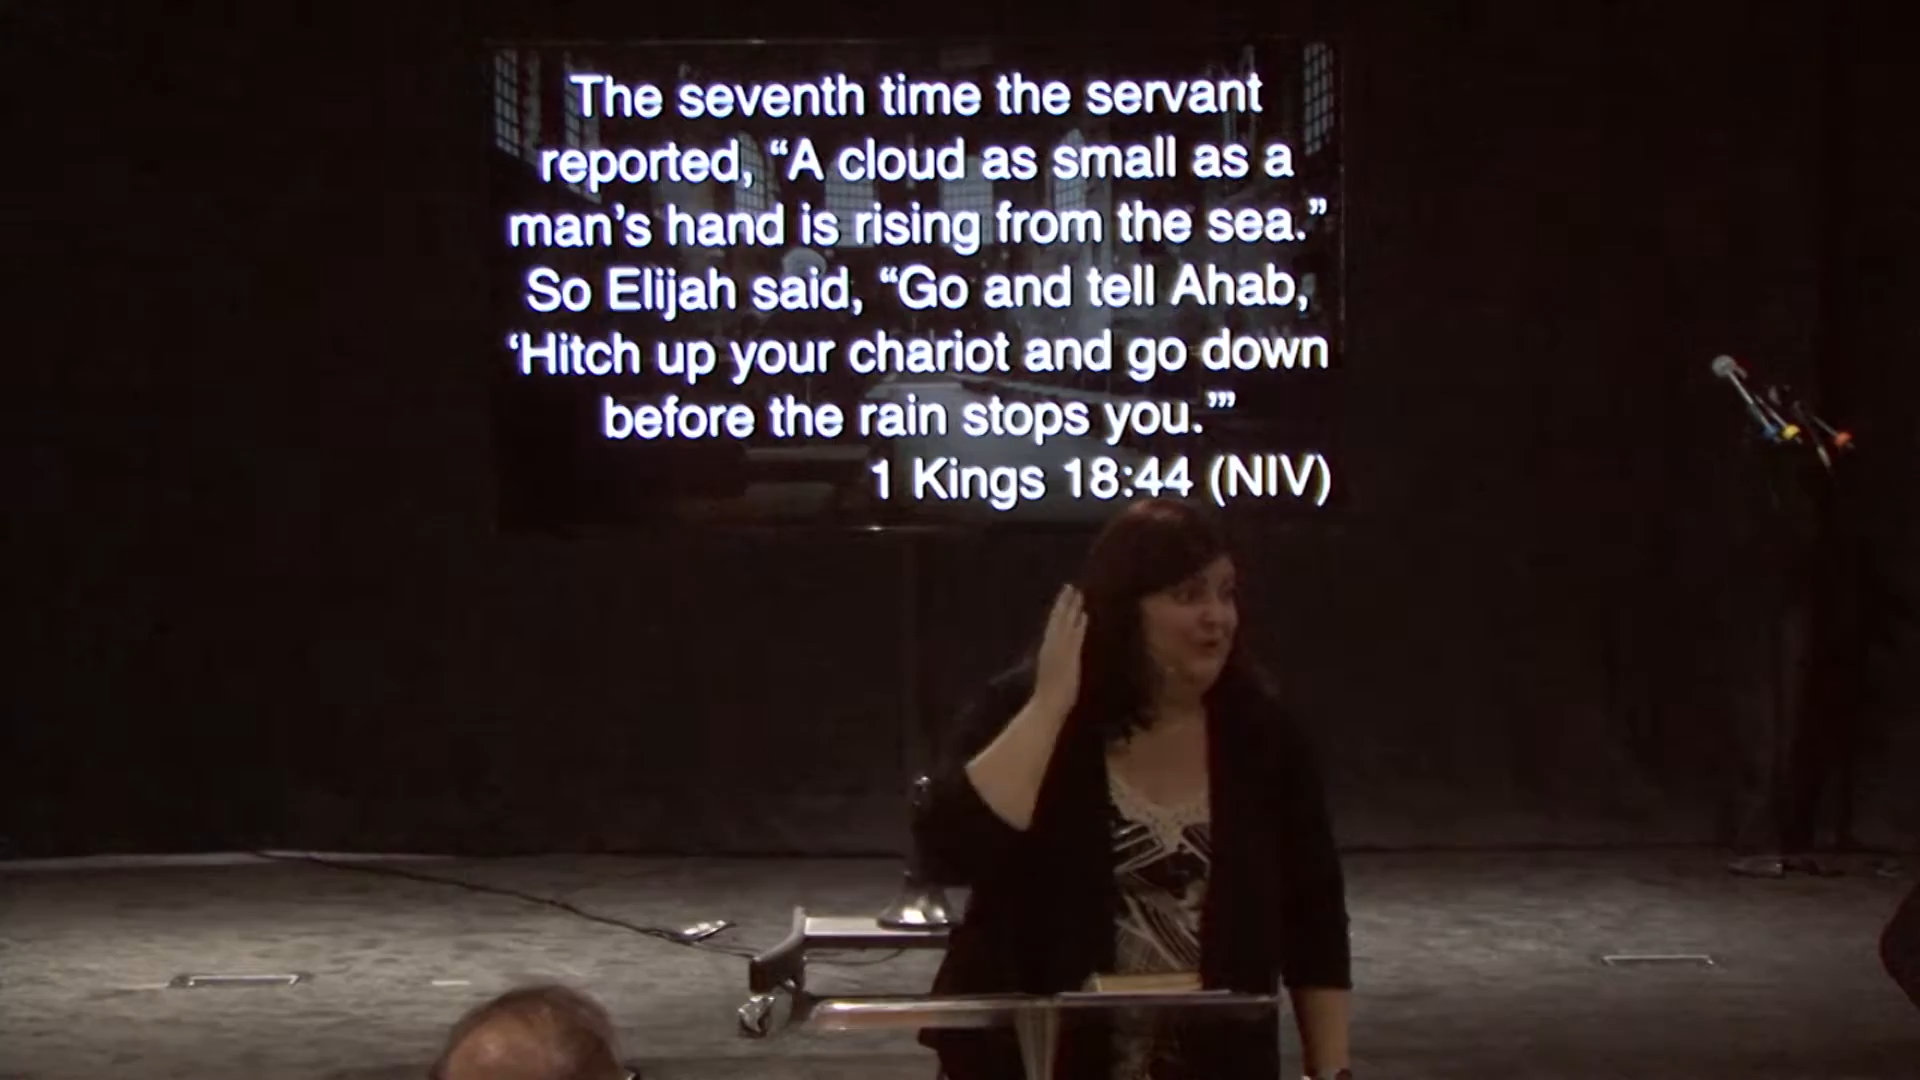 The seventh time the servant
reported, “A cloud as small as a
man’s hand is rising from the sea.”
So Elijah said, “Go and tell Ahab,
‘Hitch up your chariot and go down
before the rain stops you.’”
1 Kings 18:44 (NIV)